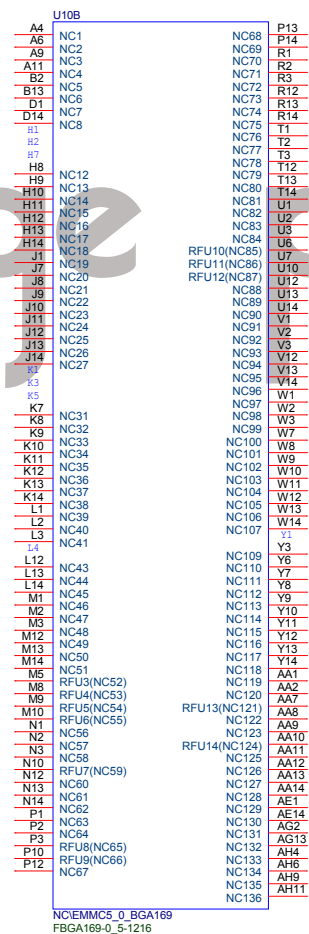 U10B
A4 NC1
A6 NC2
A9 NC3
A11 NC4
B2 NC5
B13 NC6
D1 NC7
D14 NC8
H1
H2
H7
H8 NC12
H9 NC13
H10 NC14
H11 NC15
H12 NC16
H13 NC17
H14 NC18
J1 NC19
J7 NC20
J8 NC21
J9 NC22
J10 NC23
J11 NC24
J12 NC25
J13 NC26
J14 NC27
K1
K3
K5
K7 NC31
K8 NC32
K9 NC33
K10 NC34
K11 NC35
K12 NC36
K13 NC37
K14 NC38
L1 NC39
L2 NC40
L3 NC41
L4
L12 NC43
L13 NC44
L14 NC45
M1 NC46
M2 NC47
M3 NC48
M12 NC49
M13 NC50
M14 NC51
M5 RFU3(NC52)
M8 RFU4(NC53)
M9 RFU5(NC54)
M10 RFU6(NC55)
N1 NC56
N2 NC57
N3 NC58
N10 RFU7(NC59)
N12 NC60
N13 NC61
N14 NC62
P1 NC63
P2 NC64
P3 RFU8(NC65)
P10 RFU9(NC66)
P12 NC67
NC68 P13
NC69 P14
NC70 R1
NC71 R2
NC72 R3
NC73 R12
NC74 R13
NC75 R14
NC76 T1
NC77 T2
NC78 T3
NC79 T12
NC80 T13
NC81 T14
NC82 U1
NC83 U2
NC84 U3
RFU10(NC85) U6
RFU11(NC86) U7
RFU12(NC87) U10
NC88 U12
NC89 U13
NC90 U14
NC91 V1
NC92 V2
NC93 V3
NC94 V12
NC95 V13
NC96 V14
NC97 W1
NC98 W2
NC99 W3
NC100 W7
NC101 W8
NC102 W9
NC103 W10
NC104 W11
NC105 W12
NC106 W13
NC107 W14
Y1
NC109 Y3
NC110 Y6
NC111 Y7
NC112 Y8
NC113 Y9
NC114 Y10
NC115 Y11
NC116 Y12
NC117 Y13
NC118 Y14
NC119 AA1
NC120 AA2
RFU13(NC121) AA7
NC122 AA8
NC123 AA9
RFU14(NC124) AA10
NC125 AA11
NC126 AA12
NC127 AA13
NC128 AA14
NC129 AE1
NC130 AE14
NC131 AG2
NC132 AG13
NC133 AH4
NC134 AH6
NC135 AH9
NC136 AH11
NC\EMMC5_0_BGA169
FBGA169-0_5-1216